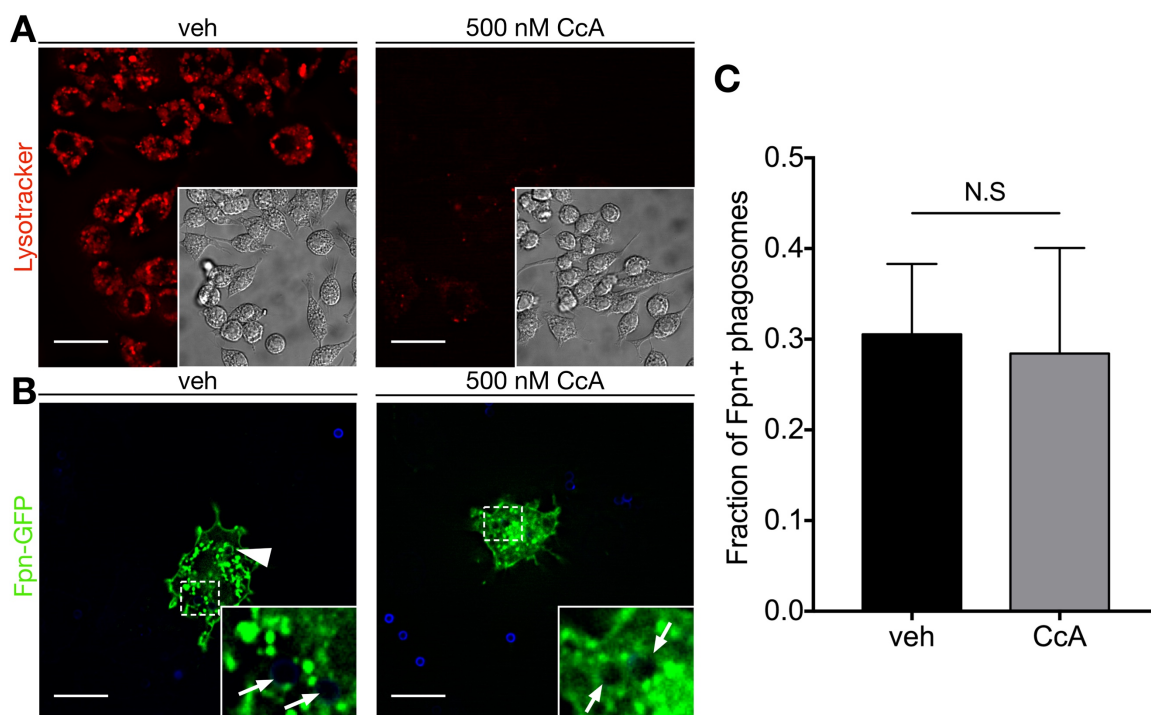 A
veh
500 nM CcA
Lysotracker
B
veh
500 nM CcA
Fpn-GFP
C
Fraction of Fpn+ phagosomes
0.5
0.4
0.3
0.2
0.1
0.0
N.S
veh
CcA